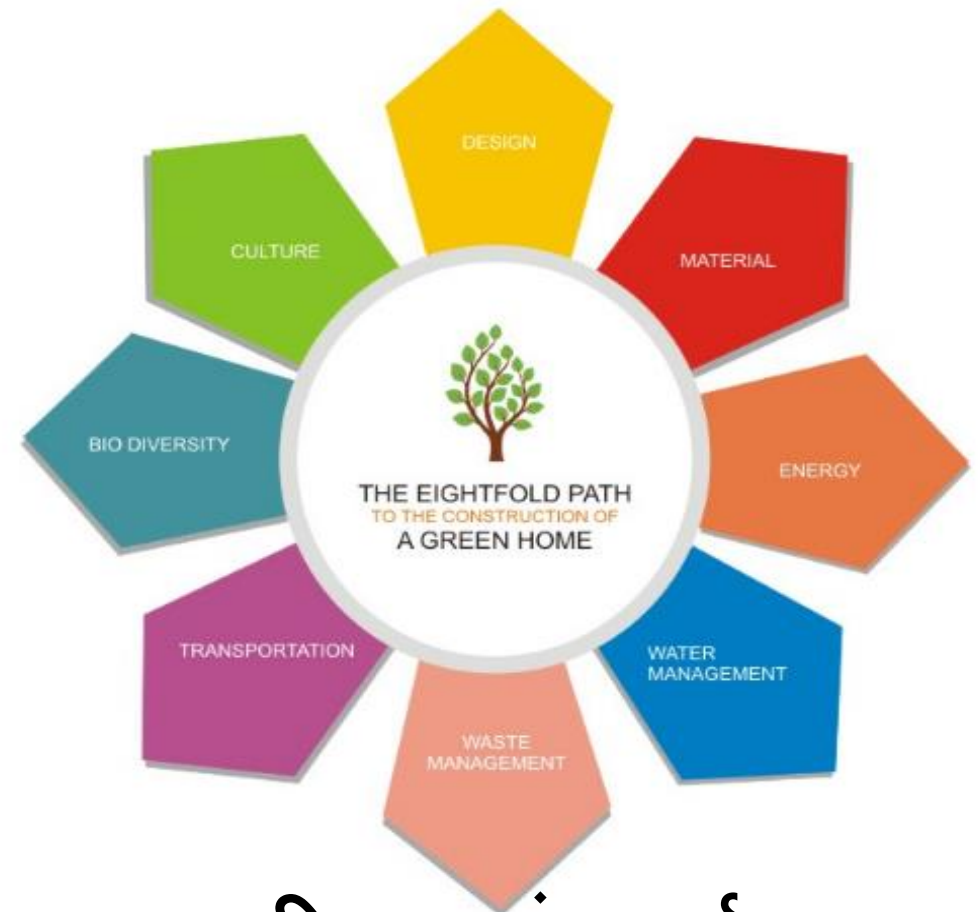 DESIGN
MATERIAL
ENERGY
WATER
MANAGEMENT
WASTE
MANAGEMENT
TRANSPORTATION
BIO DIVERSITY
CULTURE
THE EIGHTFOLD PATH
TO THE CONSTRUCTION OF
A GREEN HOME